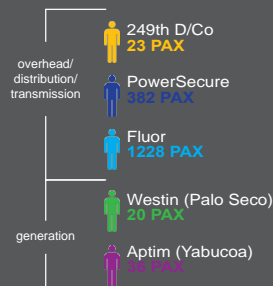 overhead/
distribution/
transmission
249th D/Co
23 PAX
PowerSecure
382 PAX
Fluor
1228 PAX
generation
Westin (Palo Seco)
20 PAX
Aptim (Yabucoa)
35 PAX